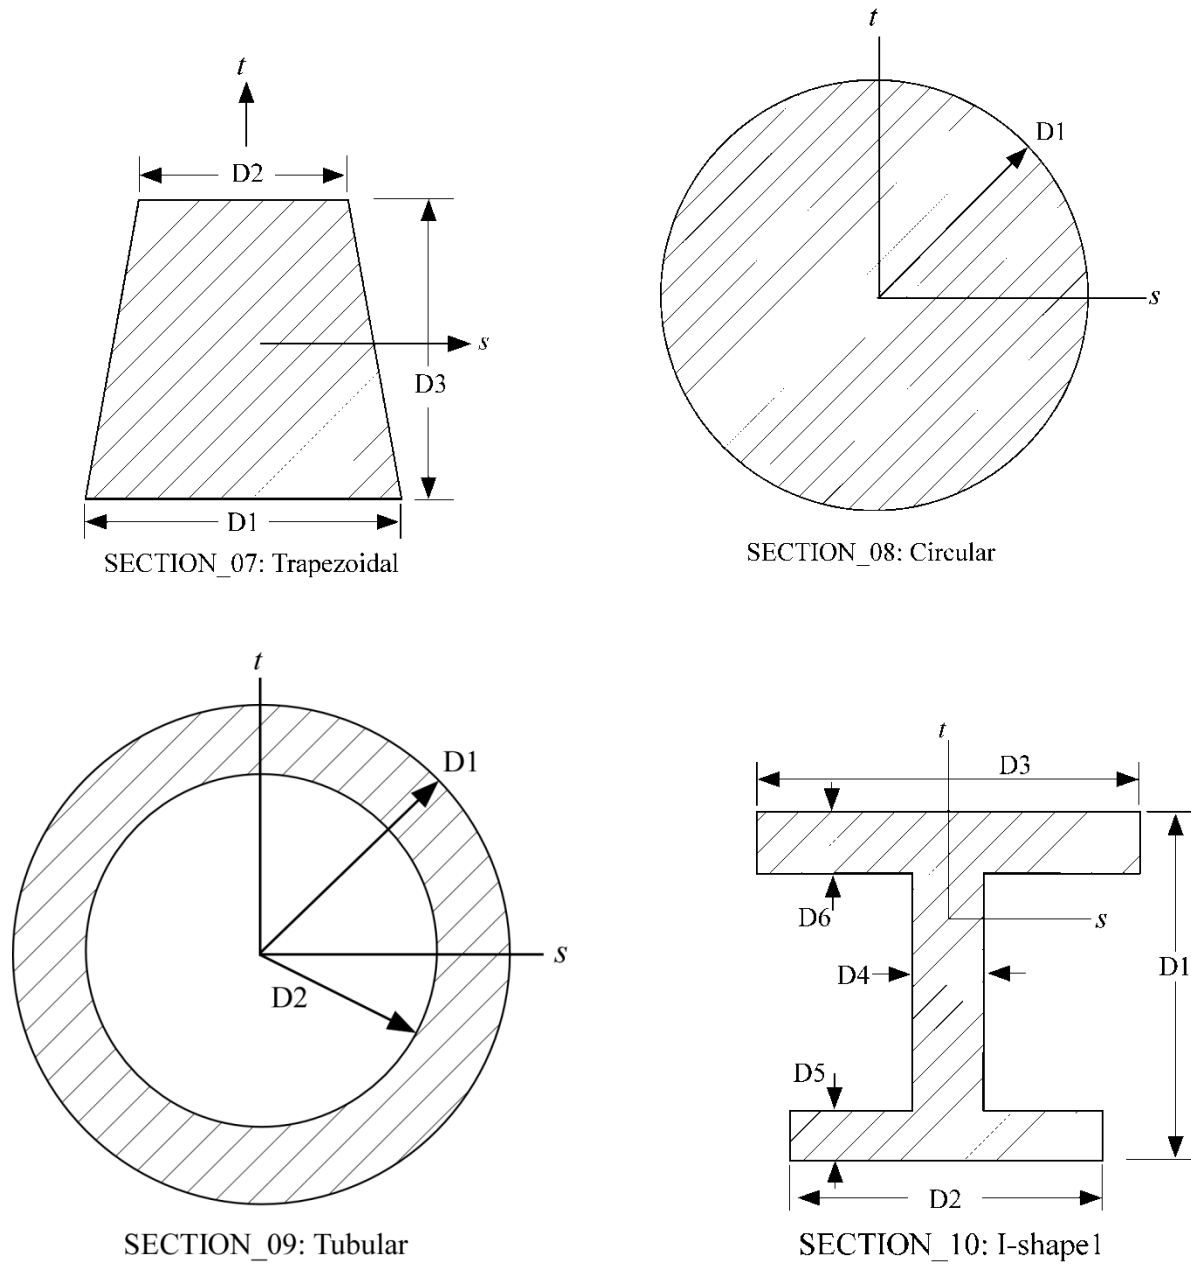 t
D2
s
D3
D1
SECTION_07: Trapezoidal
t
D1
s
SECTION_08: Circular
t
D1
s
D2
SECTION_09: Tubular
t
D3
D6
s
D4
D1
D5
D2
SECTION_10: I-shape1